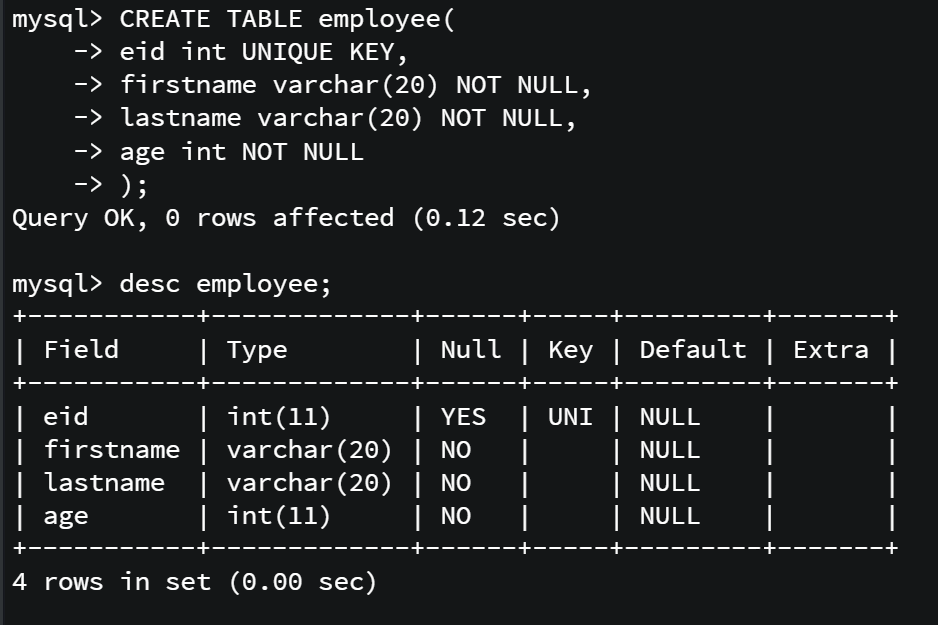 mysql> CREATE TABLE employee(
    -> eid int UNIQUE KEY,
    -> firstname varchar(20) NOT NULL,
    -> lastname varchar(20) NOT NULL,
    -> age int NOT NULL
    -> );
Query OK, 0 rows affected (0.12 sec)

mysql> desc employee;
+-----------+-------------+------+-----+---------+-------+
| Field     | Type        | Null | Key | Default | Extra |
+-----------+-------------+------+-----+---------+-------+
| eid       | int(11)     | YES  | UNI | NULL    |       |
| firstname | varchar(20) | NO   |     | NULL    |       |
| lastname  | varchar(20) | NO   |     | NULL    |       |
| age       | int(11)     | NO   |     | NULL    |       |
+-----------+-------------+------+-----+---------+-------+
4 rows in set (0.00 sec)